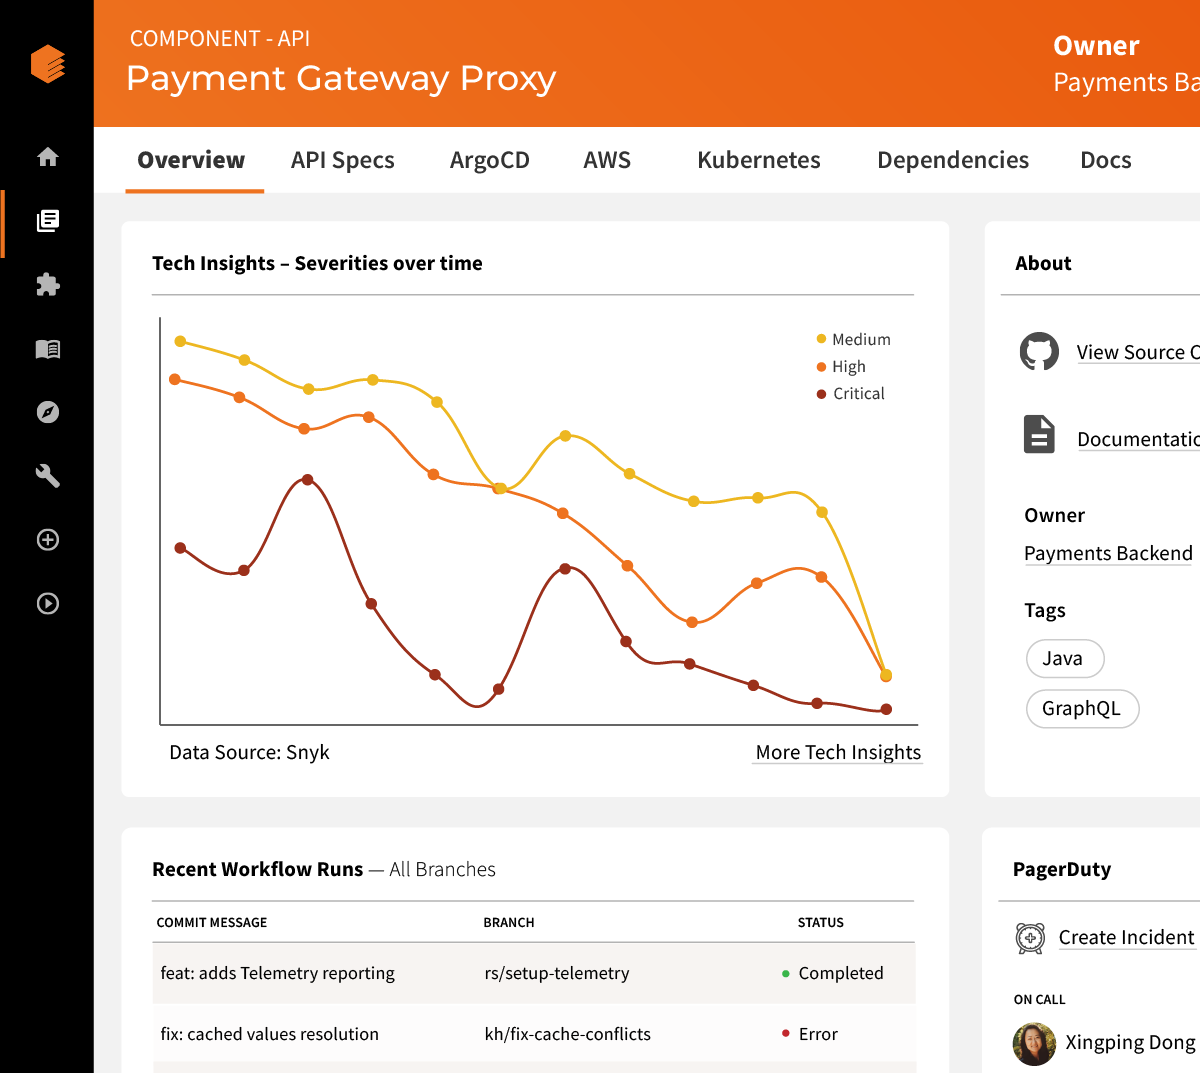 COMPONENT - API
Payment Gateway Proxy
Owner
Payments Ba
Overview API Specs ArgoCD AWS Kubernetes Dependencies Docs
Tech Insights – Severities over time
Medium
High
Critical
Data Source: Snyk
More Tech Insights
About
View Source C
Documentatio
Owner
Payments Backend
Tags
Java
GraphQL
Recent Workflow Runs — All Branches
COMMIT MESSAGE BRANCH STATUS
feat: adds Telemetry reporting rs/setup-telemetry Completed
fix: cached values resolution kh/fix-cache-conflicts Error
PagerDuty
Create Incident
ON CALL
Xingping Dong